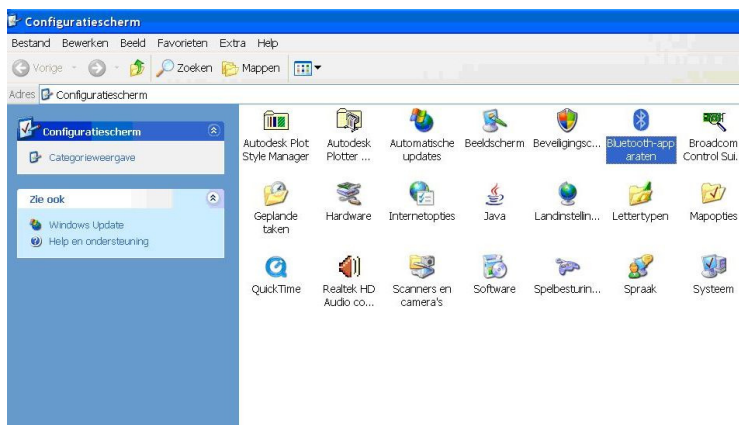 Configuratiescherm
Bestand Bewerken Beeld Favorieten Extra Help
Vorige Zoeken Mappen
Adres Configuratiescherm
Configuratiescherm
Categorieweergave
Zie ook
Windows Update
Help en ondersteuning
Autodesk Plot Style Manager
Autodesk Plotter ...
Automatische updates
Beeldscherm
Beveiligingsc...
Bluetooth-apparaten
Broadcom Control Sui.
Geplande taken
Hardware
Internetopties
Java
Landinstellin...
Lettertypen
Mapopties
QuickTime
Realtek HD Audio co...
Scanners en camera's
Software
Spelbesturin...
Spraak
Systeem